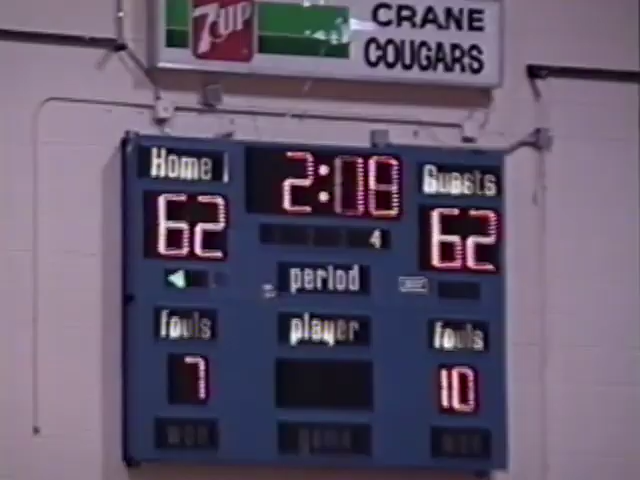 7UP
CRANE
COUGARS
Home Guests
2:08
62 62
4
period
fouls player fouls
7 10